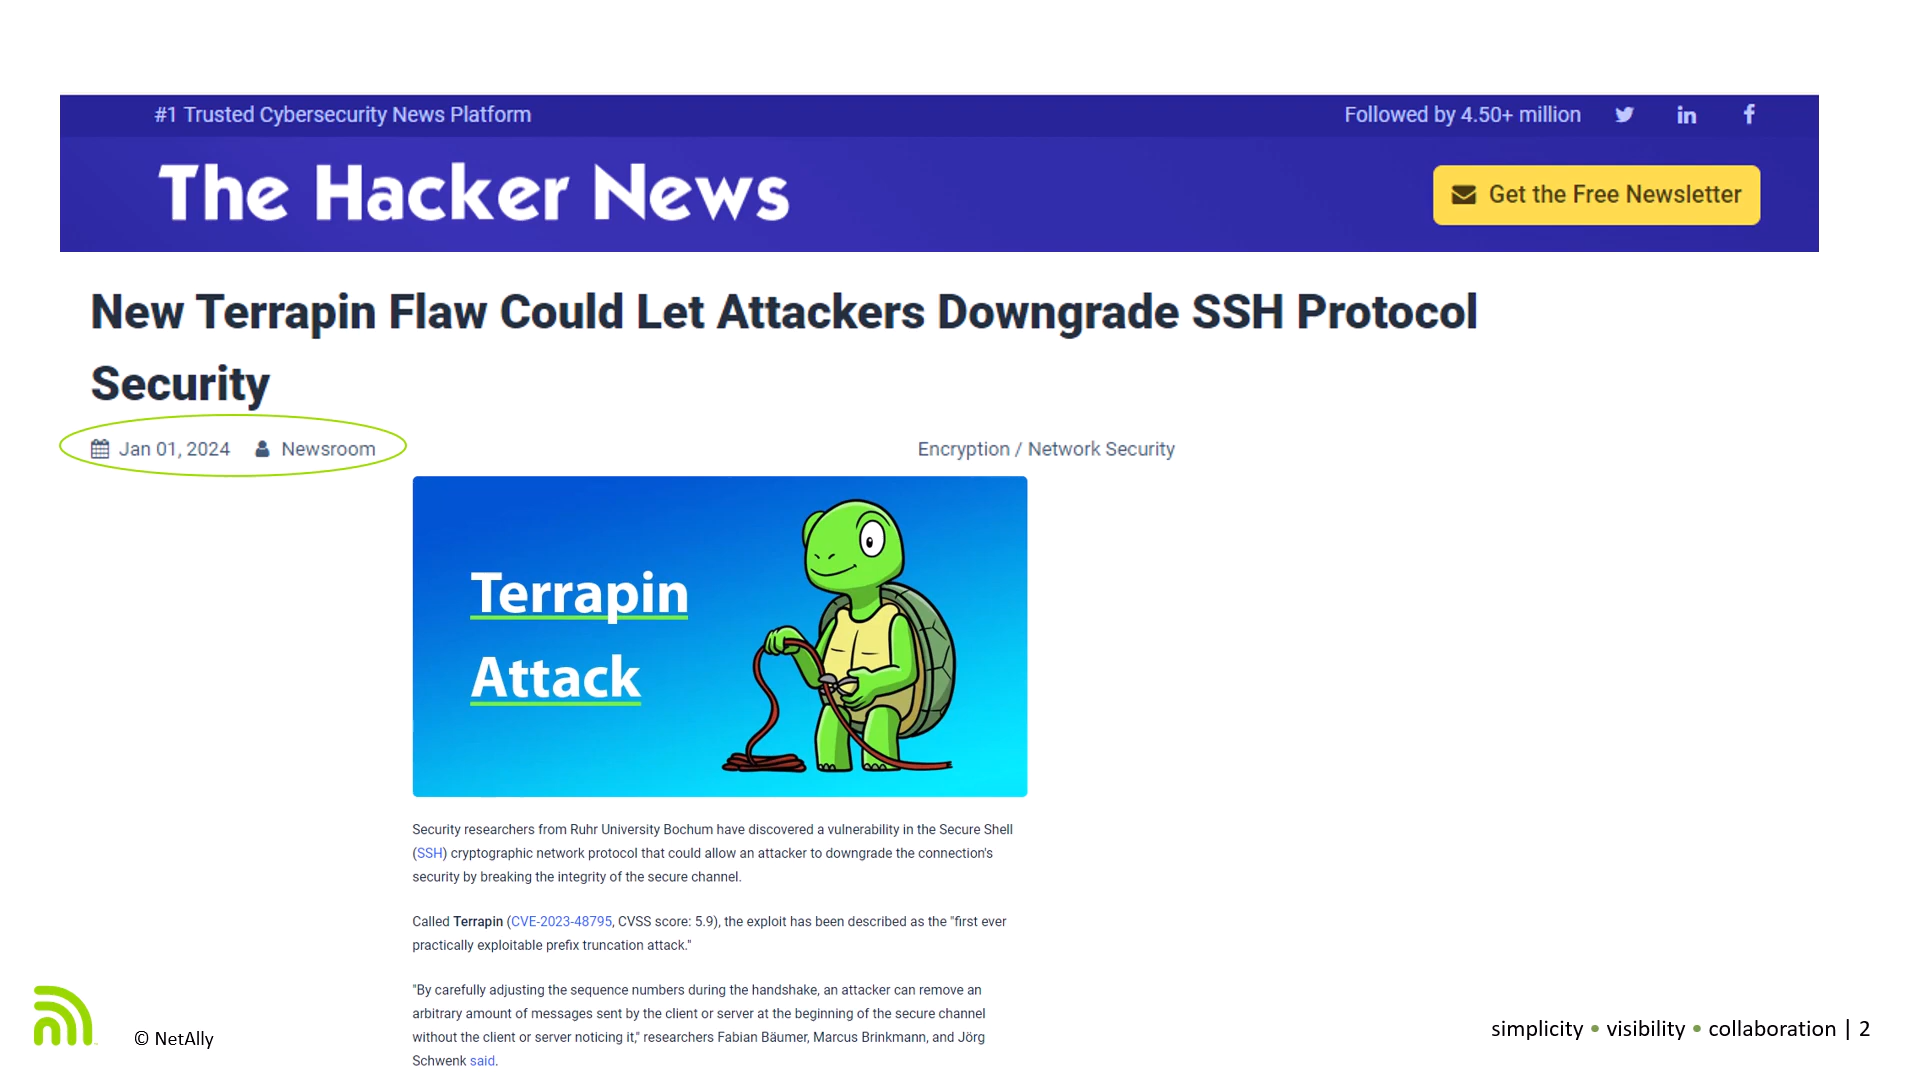 #1 Trusted Cybersecurity News Platform
Followed by 4.50+ million
The Hacker News
Get the Free Newsletter
New Terrapin Flaw Could Let Attackers Downgrade SSH Protocol
Security
Jan 01, 2024 Newsroom
Encryption / Network Security
Terrapin
Attack
Security researchers from Ruhr University Bochum have discovered a vulnerability in the Secure Shell
(SSH) cryptographic network protocol that could allow an attacker to downgrade the connection's
security by breaking the integrity of the secure channel.
Called Terrapin (CVE-2023-48795, CVSS score: 5.9), the exploit has been described as the "first ever
practically exploitable prefix truncation attack."
"By carefully adjusting the sequence numbers during the handshake, an attacker can remove an
arbitrary amount of messages sent by the client or server at the beginning of the secure channel
without the client or server noticing it," researchers Fabian Bäumer, Marcus Brinkmann, and Jörg
Schwenk said.
© NetAlly
simplicity • visibility • collaboration | 2